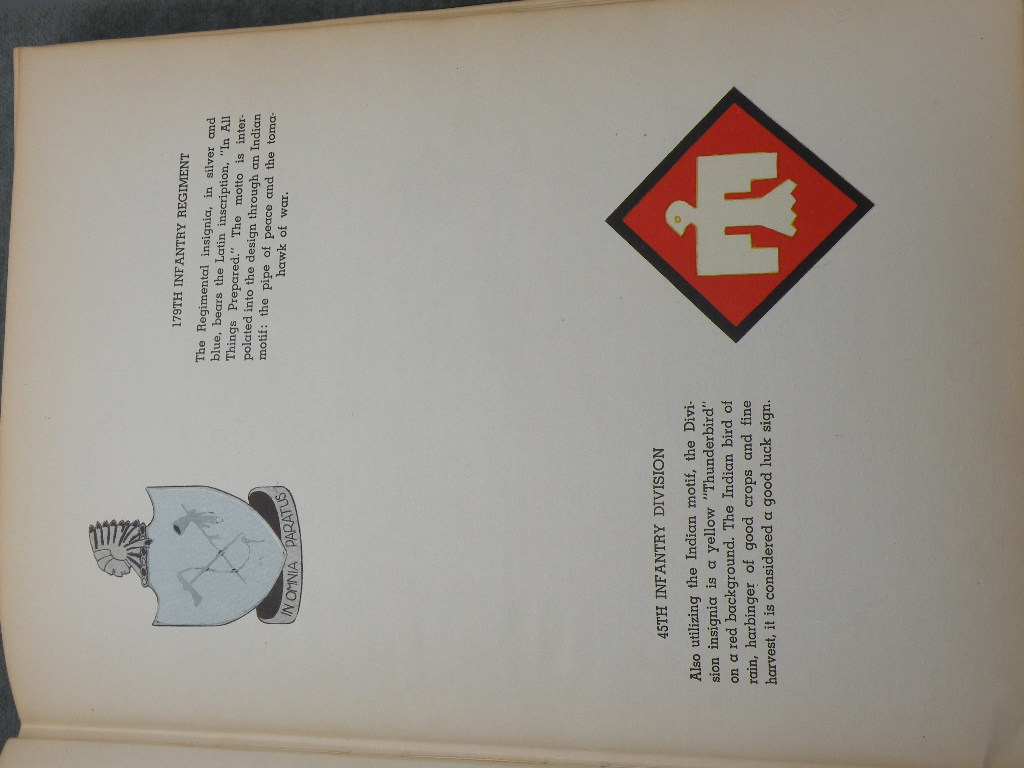 179TH INFANTRY REGIMENT
The Regimental insignia, in silver and
blue, bears the Latin inscription, "In All
Things Prepared." The motto is inter-
polated into the design through an Indian
motif: the pipe of peace and the toma-
hawk of war.
IN OMNIA PARATUS
45TH INFANTRY DIVISION
Also utilizing the Indian motif, the Divi-
sion insignia is a yellow "Thunderbird"
on a red background. The Indian bird of
rain, harbinger of good crops and fine
harvest, it is considered a good luck sign.